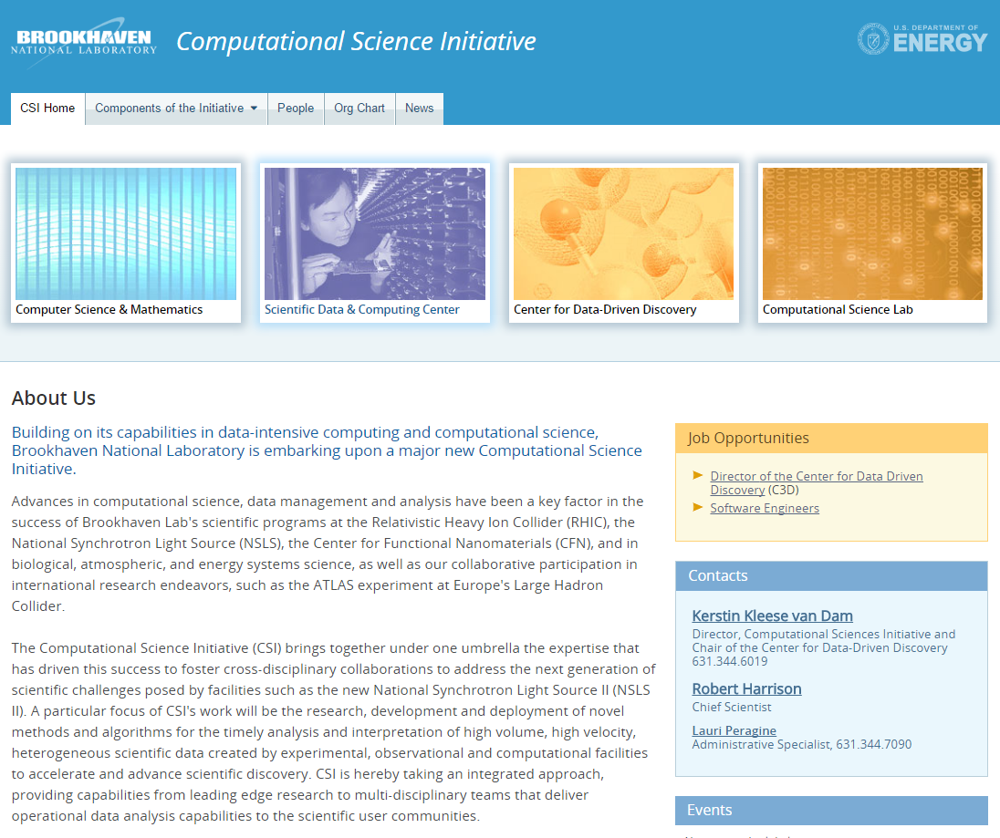 BROOKHAVEN
NATIONAL LABORATORY
Computational Science Initiative
U.S. DEPARTMENT OF
ENERGY
CSI Home
Components of the Initiative
People
Org Chart
News
Computer Science & Mathematics
Scientific Data & Computing Center
Center for Data-Driven Discovery
Computational Science Lab
About Us
Building on its capabilities in data-intensive computing and computational science,
Brookhaven National Laboratory is embarking upon a major new Computational Science
Initiative.
Advances in computational science, data management and analysis have been a key factor in the
success of Brookhaven Lab's scientific programs at the Relativistic Heavy Ion Collider (RHIC), the
National Synchrotron Light Source (NSLS), the Center for Functional Nanomaterials (CFN), and in
biological, atmospheric, and energy systems science, as well as our collaborative participation in
international research endeavors, such as the ATLAS experiment at Europe's Large Hadron
Collider.
The Computational Science Initiative (CSI) brings together under one umbrella the expertise that
has driven this success to foster cross-disciplinary collaborations to address the next generation of
scientific challenges posed by facilities such as the new National Synchrotron Light Source II (NSLS
II). A particular focus of CSI's work will be the research, development and deployment of novel
methods and algorithms for the timely analysis and interpretation of high volume, high velocity,
heterogeneous scientific data created by experimental, observational and computational facilities
to accelerate and advance scientific discovery. CSI is hereby taking an integrated approach,
providing capabilities from leading edge research to multi-disciplinary teams that deliver
operational data analysis capabilities to the scientific user communities.
Job Opportunities
Director of the Center for Data Driven
Discovery (C3D)
Software Engineers
Contacts
Kerstin Kleese van Dam
Director, Computational Sciences Initiative and
Chair of the Center for Data-Driven Discovery
631.344.6019
Robert Harrison
Chief Scientist
Lauri Peragine
Administrative Specialist, 631.344.7090
Events